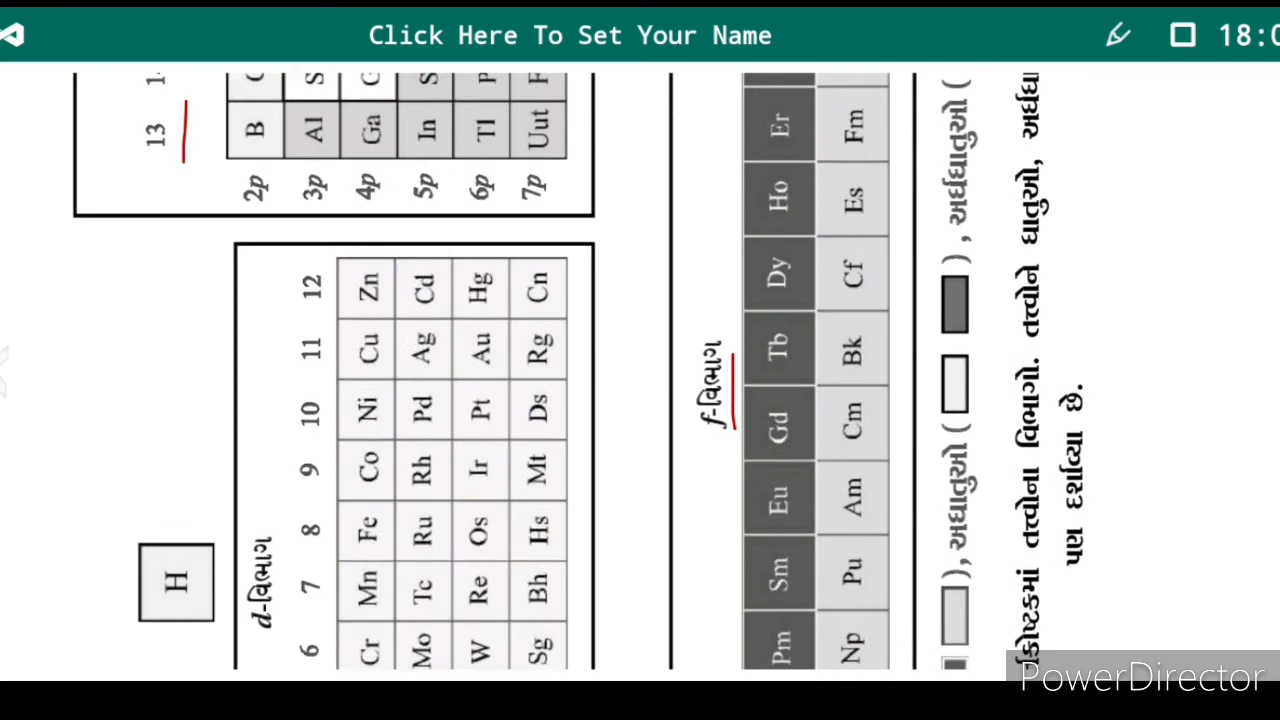 Click Here To Set Your Name 18:0
H
d-વિભાગ
6 7 8 9 10 11 12
Cr Mn Fe Co Ni Cu Zn
Mo Tc Ru Rh Pd Ag Cd
W Re Os Ir Pt Au Hg
Sg Bh Hs Mt Ds Rg Cn
13
2p B
3p Al
4p Ga
5p In
6p Tl
7p Uut
f-વિભાગ
Pm Sm Eu Gd Tb Dy Ho Er
Np Pu Am Cm Bk Cf Es Fm
), અધાતુઓ ( ) , અર્ધધાતુઓ (
તત્ત્વોના વિભાગો. તત્ત્વોને ધાતુઓ,
પણ દર્શાવ્યા છે.
PowerDirector